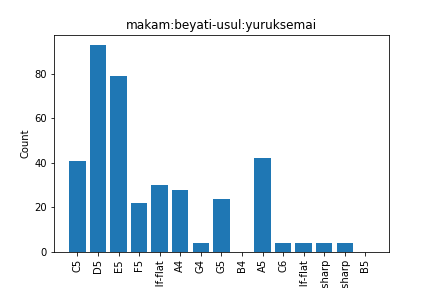 makam:beyati-usul:yuruksemai
Count
80
60
40
20
0
C5
D5
E5
F5
lf-flat
A4
G4
G5
B4
A5
C6
lf-flat
sharp
sharp
B5